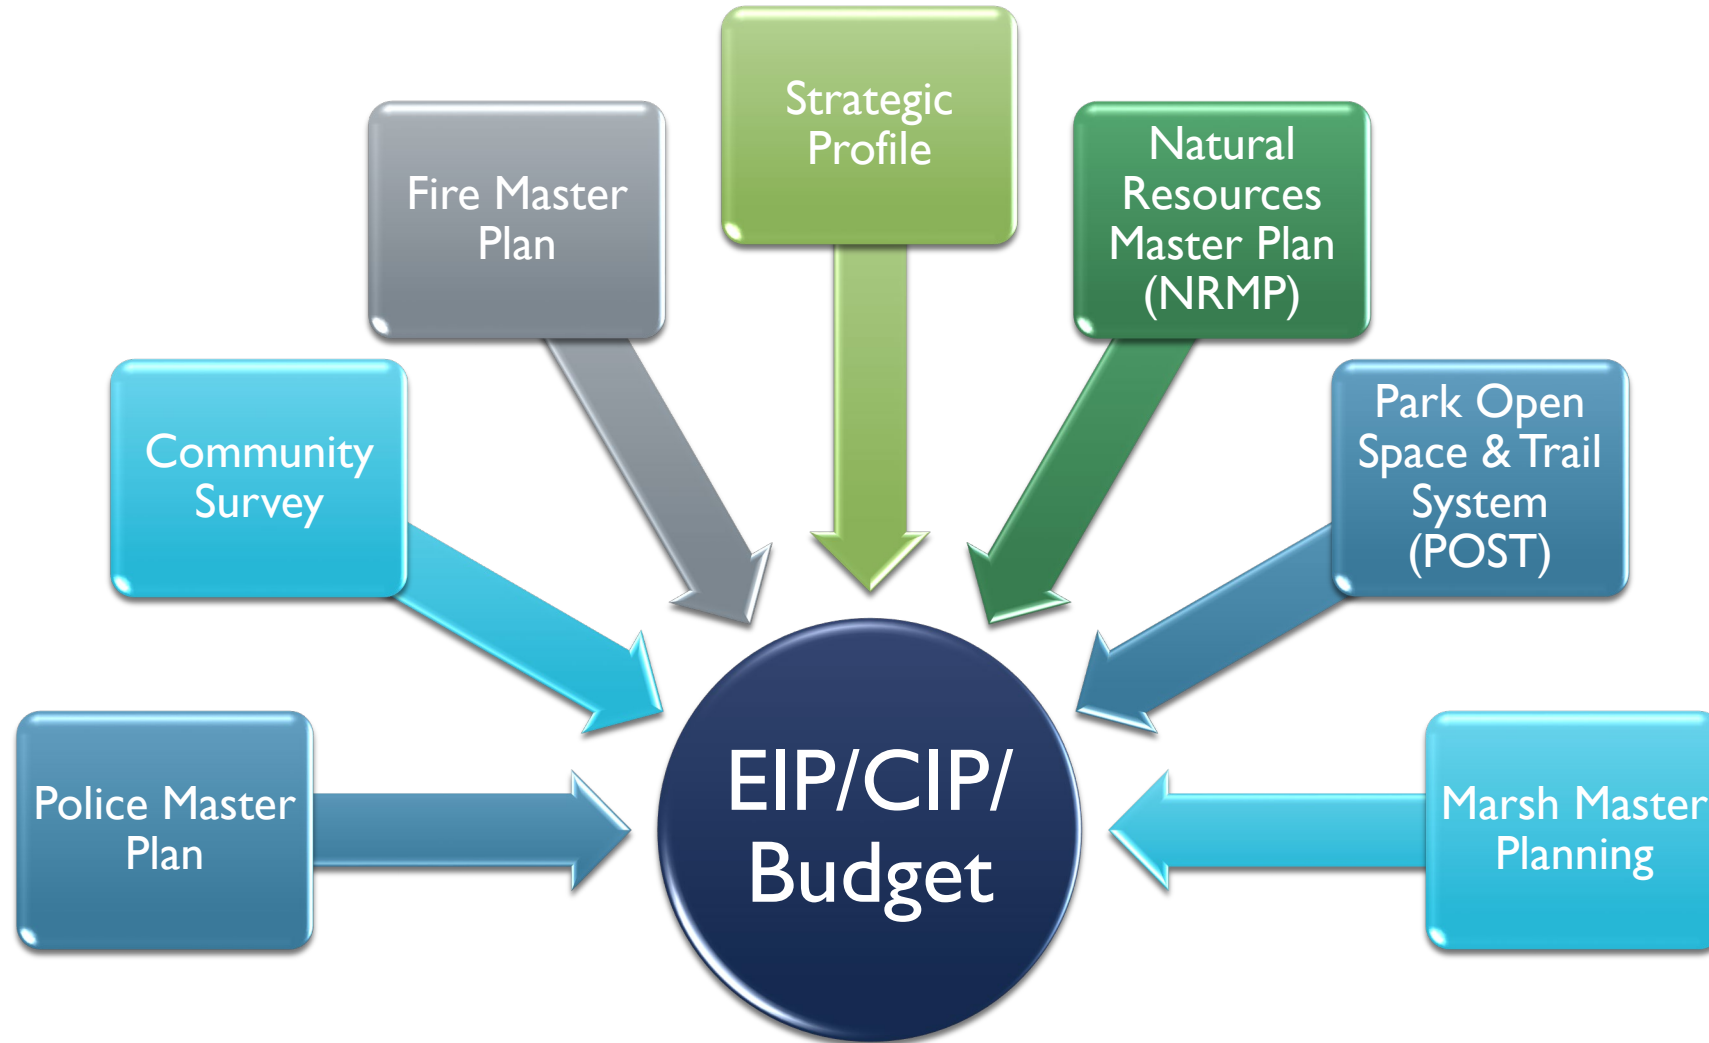 Strategic
Profile
Fire Master
Plan
Natural
Resources
Master Plan
(NRMP)
Community
Survey
Park Open
Space & Trail
System
(POST)
Police Master
Plan
EIP/CIP/
Budget
Marsh Master
Planning